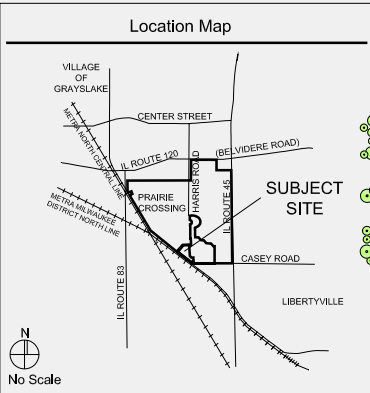 Location Map
VILLAGE
OF
GRAYSLAKE
METRA NORTH CENTRAL LINE
CENTER STREET
IL ROUTE 120
(BELVIDERE ROAD)
HARRIS ROAD
PRAIRIE
CROSSING
METRA MILWAUKEE
DISTRICT NORTH LINE
IL ROUTE 45
SUBJECT
SITE
IL ROUTE 83
CASEY ROAD
LIBERTYVILLE
N
No Scale